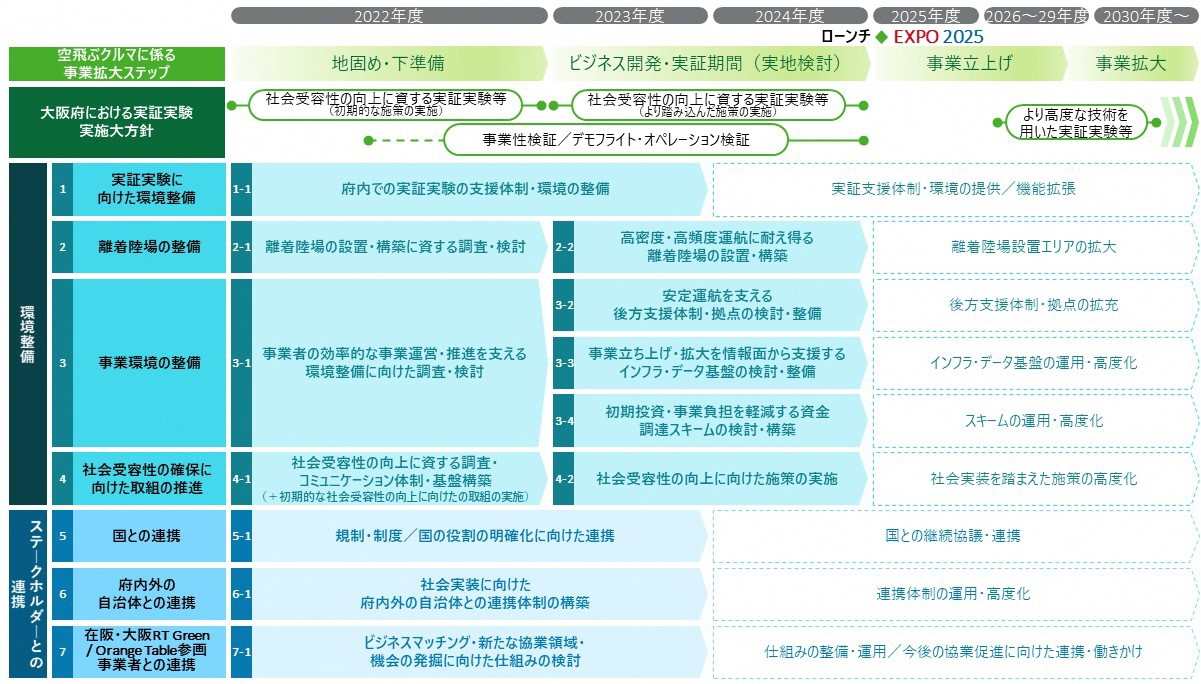 2022年度
2023年度
2024年度
2025年度
2026～29年度
2030年度～
ローンチ◆ EXPO 2025
空飛ぶクルマに係る
事業拡大ステップ
地固め・下準備
ビジネス開発・実証期間（実地検討）
事業立上げ
事業拡大
大阪府における実証実験
実施大方針
社会受容性の向上に資する実証実験等
（初期的な施策の実施）
社会受容性の向上に資する実証実験等
（より踏み込んだ施策の実施）
事業性検証／デモフライト・オペレーション検証
より高度な技術を
用いた実証実験等
環境整備
1
実証実験に
向けた環境整備
1-1
府内での実証実験の支援体制・環境の整備
実証支援体制・環境の提供／機能拡張
2
離着陸場の整備
2-1
離着陸場の設置・構築に資する調査・検討
2-2
高密度・高頻度運航に耐え得る
離着陸場の設置・構築
離着陸場設置エリアの拡大
3
事業環境の整備
3-1
事業者の効率的な事業運営・推進を支える
環境整備に向けた調査・検討
3-2
安定運航を支える
後方支援体制・拠点の検討・整備
後方支援体制・拠点の拡充
3-3
事業立ち上げ・拡大を情報面から支援する
インフラ・データ基盤の検討・整備
インフラ・データ基盤の運用・高度化
3-4
初期投資・事業負担を軽減する資金
調達スキームの検討・構築
スキームの運用・高度化
4
社会受容性の確保に
向けた取組の推進
4-1
社会受容性の向上に資する調査・
コミュニケーション体制・基盤構築
（＋初期的な社会受容性の向上に向けたの取組の実施）
4-2
社会受容性の向上に向けた施策の実施
社会実装を踏まえた施策の高度化
ステークホルダーとの
連携
5
国との連携
5-1
規制・制度／国の役割の明確化に向けた連携
国との継続協議・連携
6
府内外の
自治体との連携
6-1
社会実装に向けた
府内外の自治体との連携体制の構築
連携体制の運用・高度化
7
在阪・大阪RT Green
/ Orange Table参画
事業者との連携
7-1
ビジネスマッチング・新たな協業領域・
機会の発掘に向けた仕組みの検討
仕組みの整備・運用／今後の協業促進に向けた連携・働きかけ